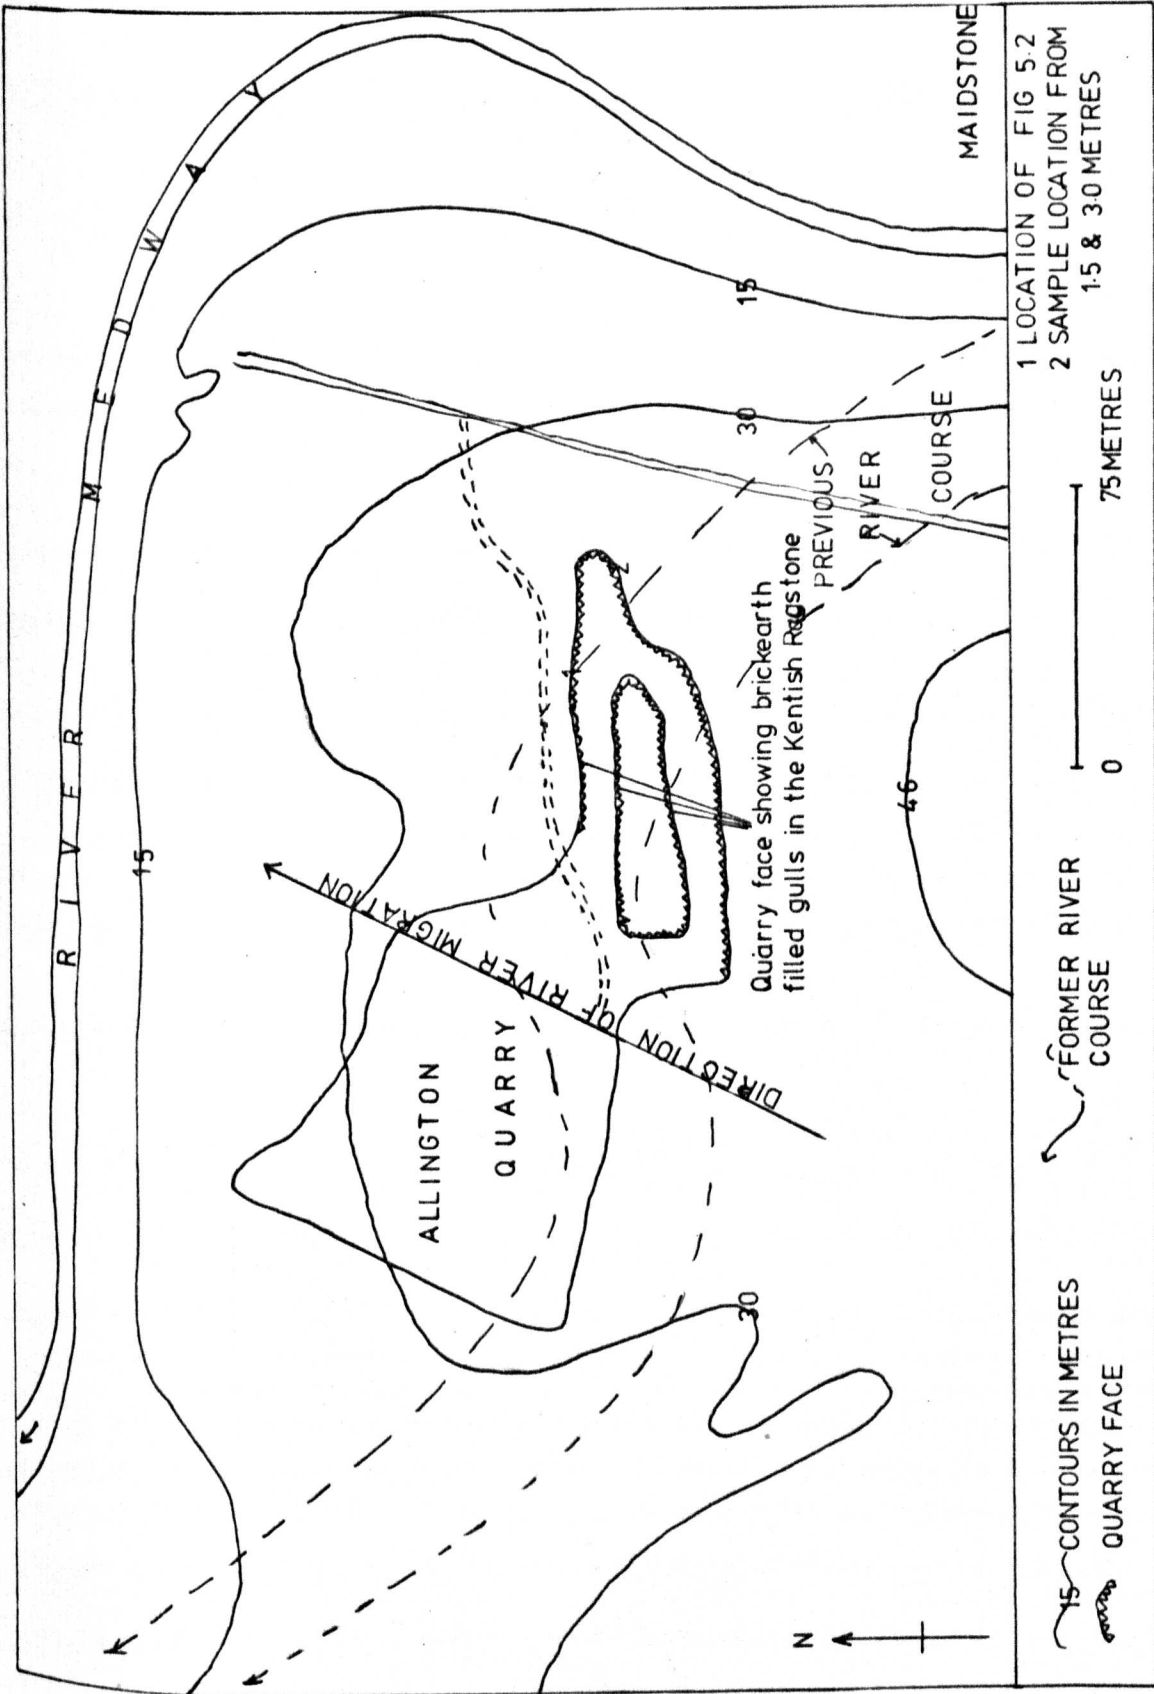 RIVER MEDWAY
MAIDSTONE
15
15
30
30
46
ALLINGTON
QUARRY
DIRECTION OF RIVER MIGRATION
1
2
Quarry face showing brickearth
filled gulls in the Kentish Ragstone
PREVIOUS
RIVER
COURSE
N
15 CONTOURS IN METRES
QUARRY FACE
FORMER RIVER
COURSE
0 75 METRES
1 LOCATION OF FIG 5·2
2 SAMPLE LOCATION FROM
1·5 & 3·0 METRES